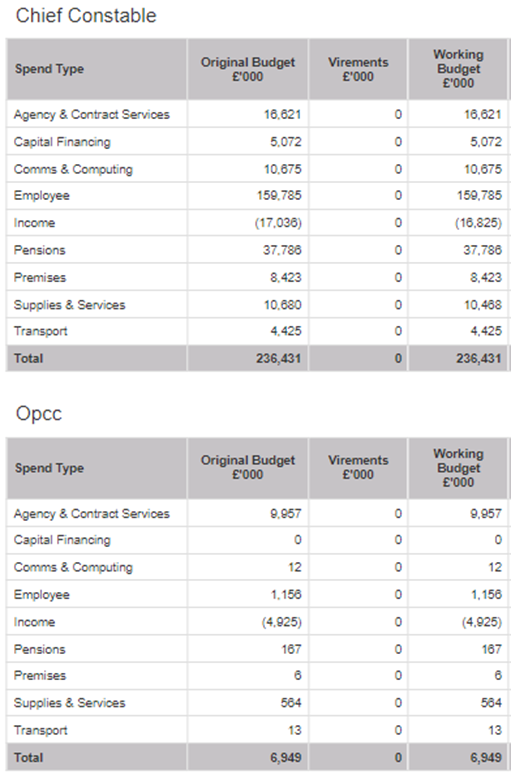 Chief Constable
Spend Type Original Budget £'000 Virements £'000 Working Budget £'000
Agency & Contract Services 16,621 0 16,621
Capital Financing 5,072 0 5,072
Comms & Computing 10,675 0 10,675
Employee 159,785 0 159,785
Income (17,036) 0 (16,825)
Pensions 37,786 0 37,786
Premises 8,423 0 8,423
Supplies & Services 10,680 0 10,468
Transport 4,425 0 4,425
Total 236,431 0 236,431
Opcc
Spend Type Original Budget £'000 Virements £'000 Working Budget £'000
Agency & Contract Services 9,957 0 9,957
Capital Financing 0 0 0
Comms & Computing 12 0 12
Employee 1,156 0 1,156
Income (4,925) 0 (4,925)
Pensions 167 0 167
Premises 6 0 6
Supplies & Services 564 0 564
Transport 13 0 13
Total 6,949 0 6,949